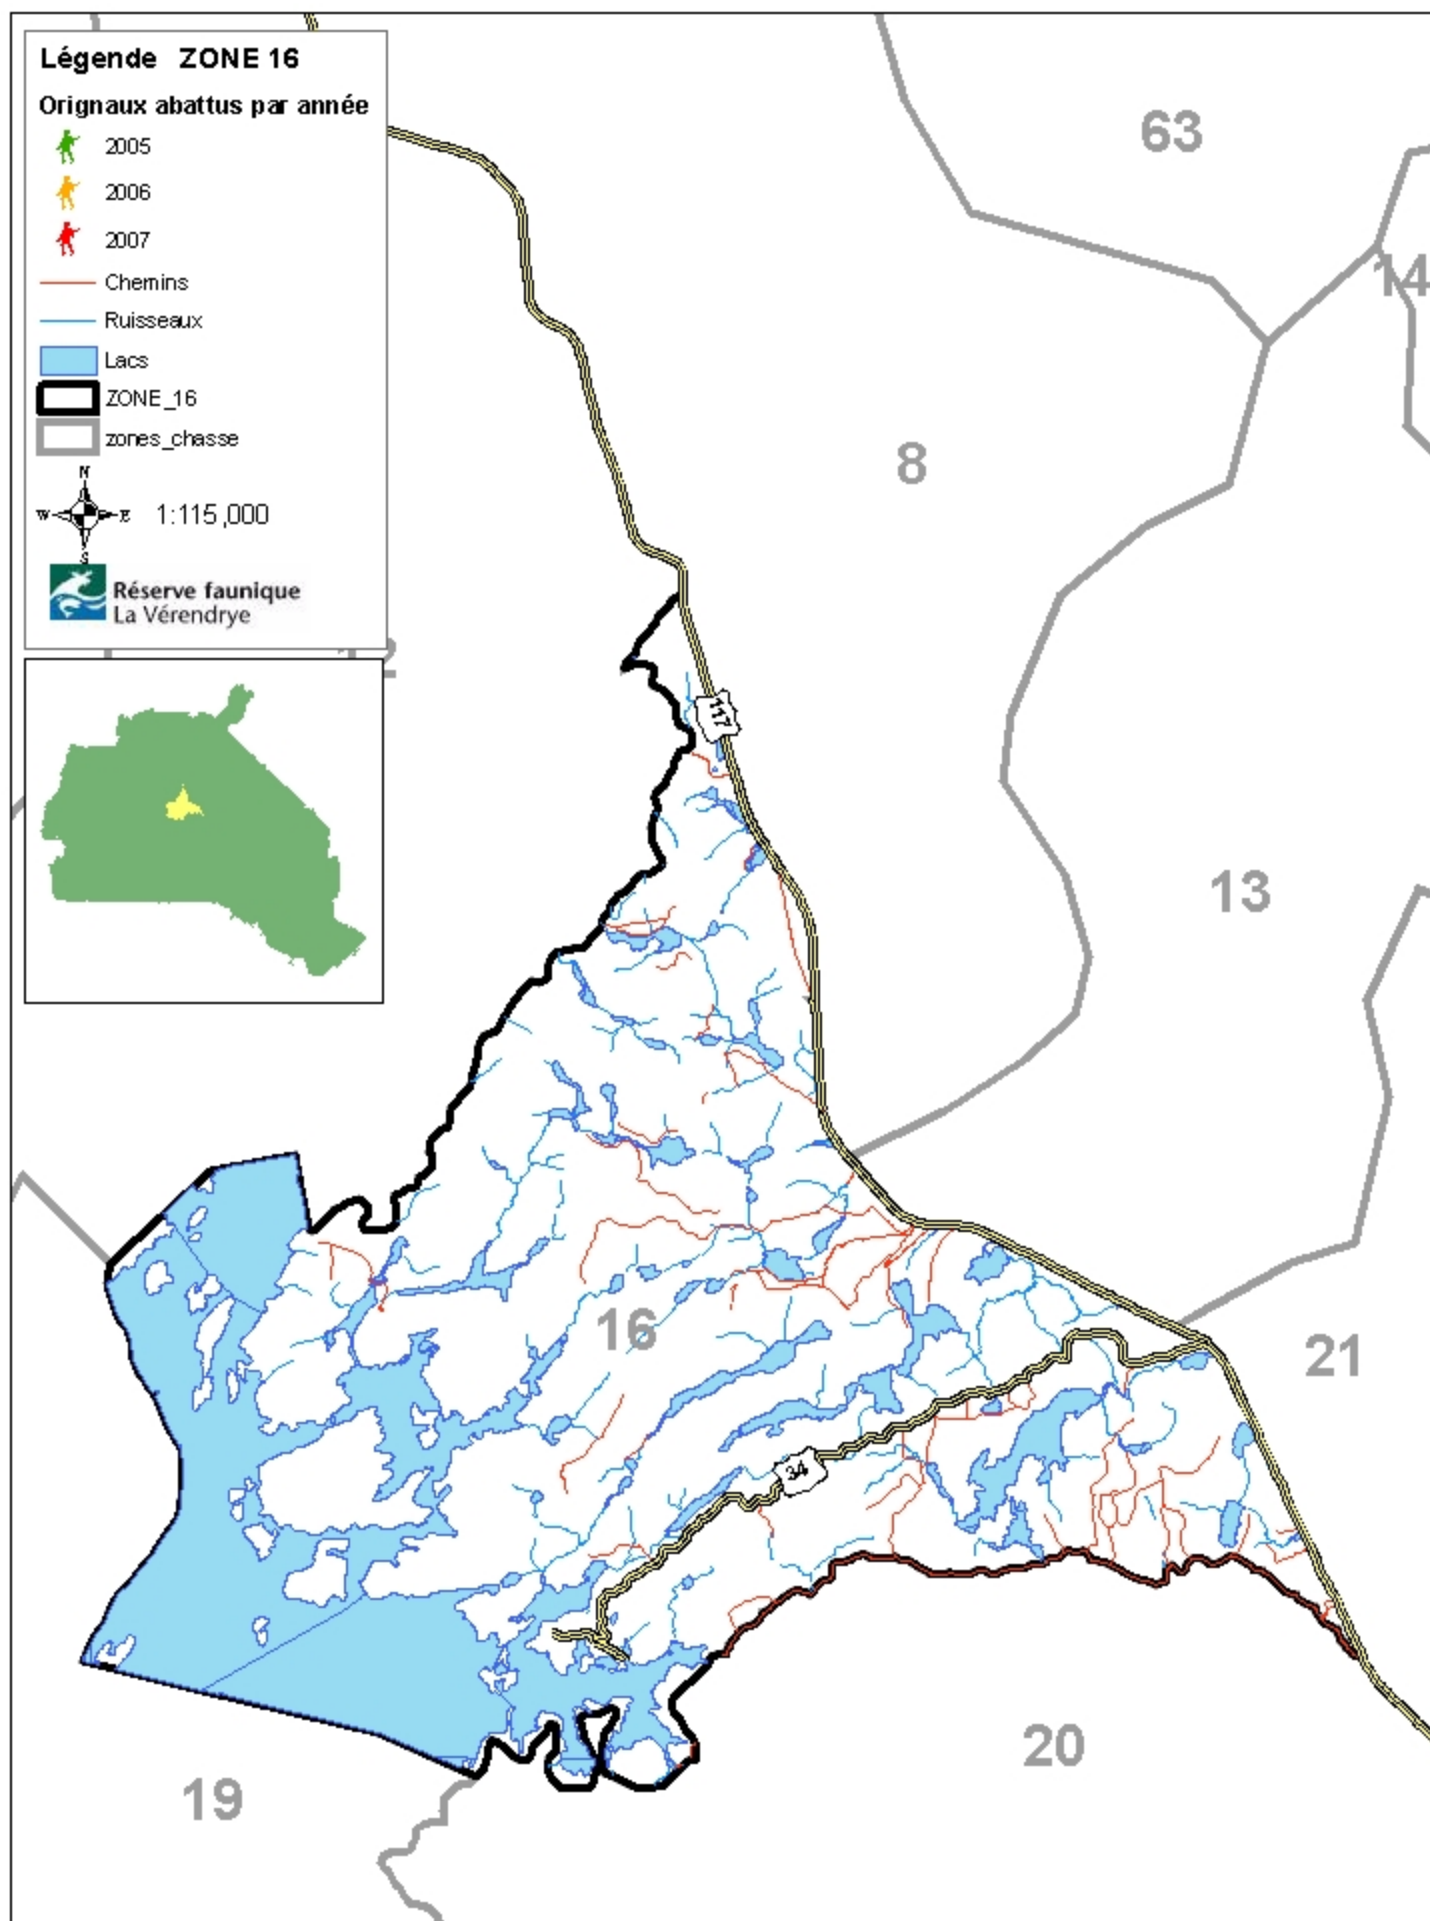 Légende ZONE 16
Orignaux abattus par année
2005
2006
2007
Chemins
Ruisseaux
Lacs
ZONE_16
zones_chasse
N
W E 1:115,000
S
Réserve faunique
La Vérendrye
63
14
8
12
117
13
16
21
34
20
19